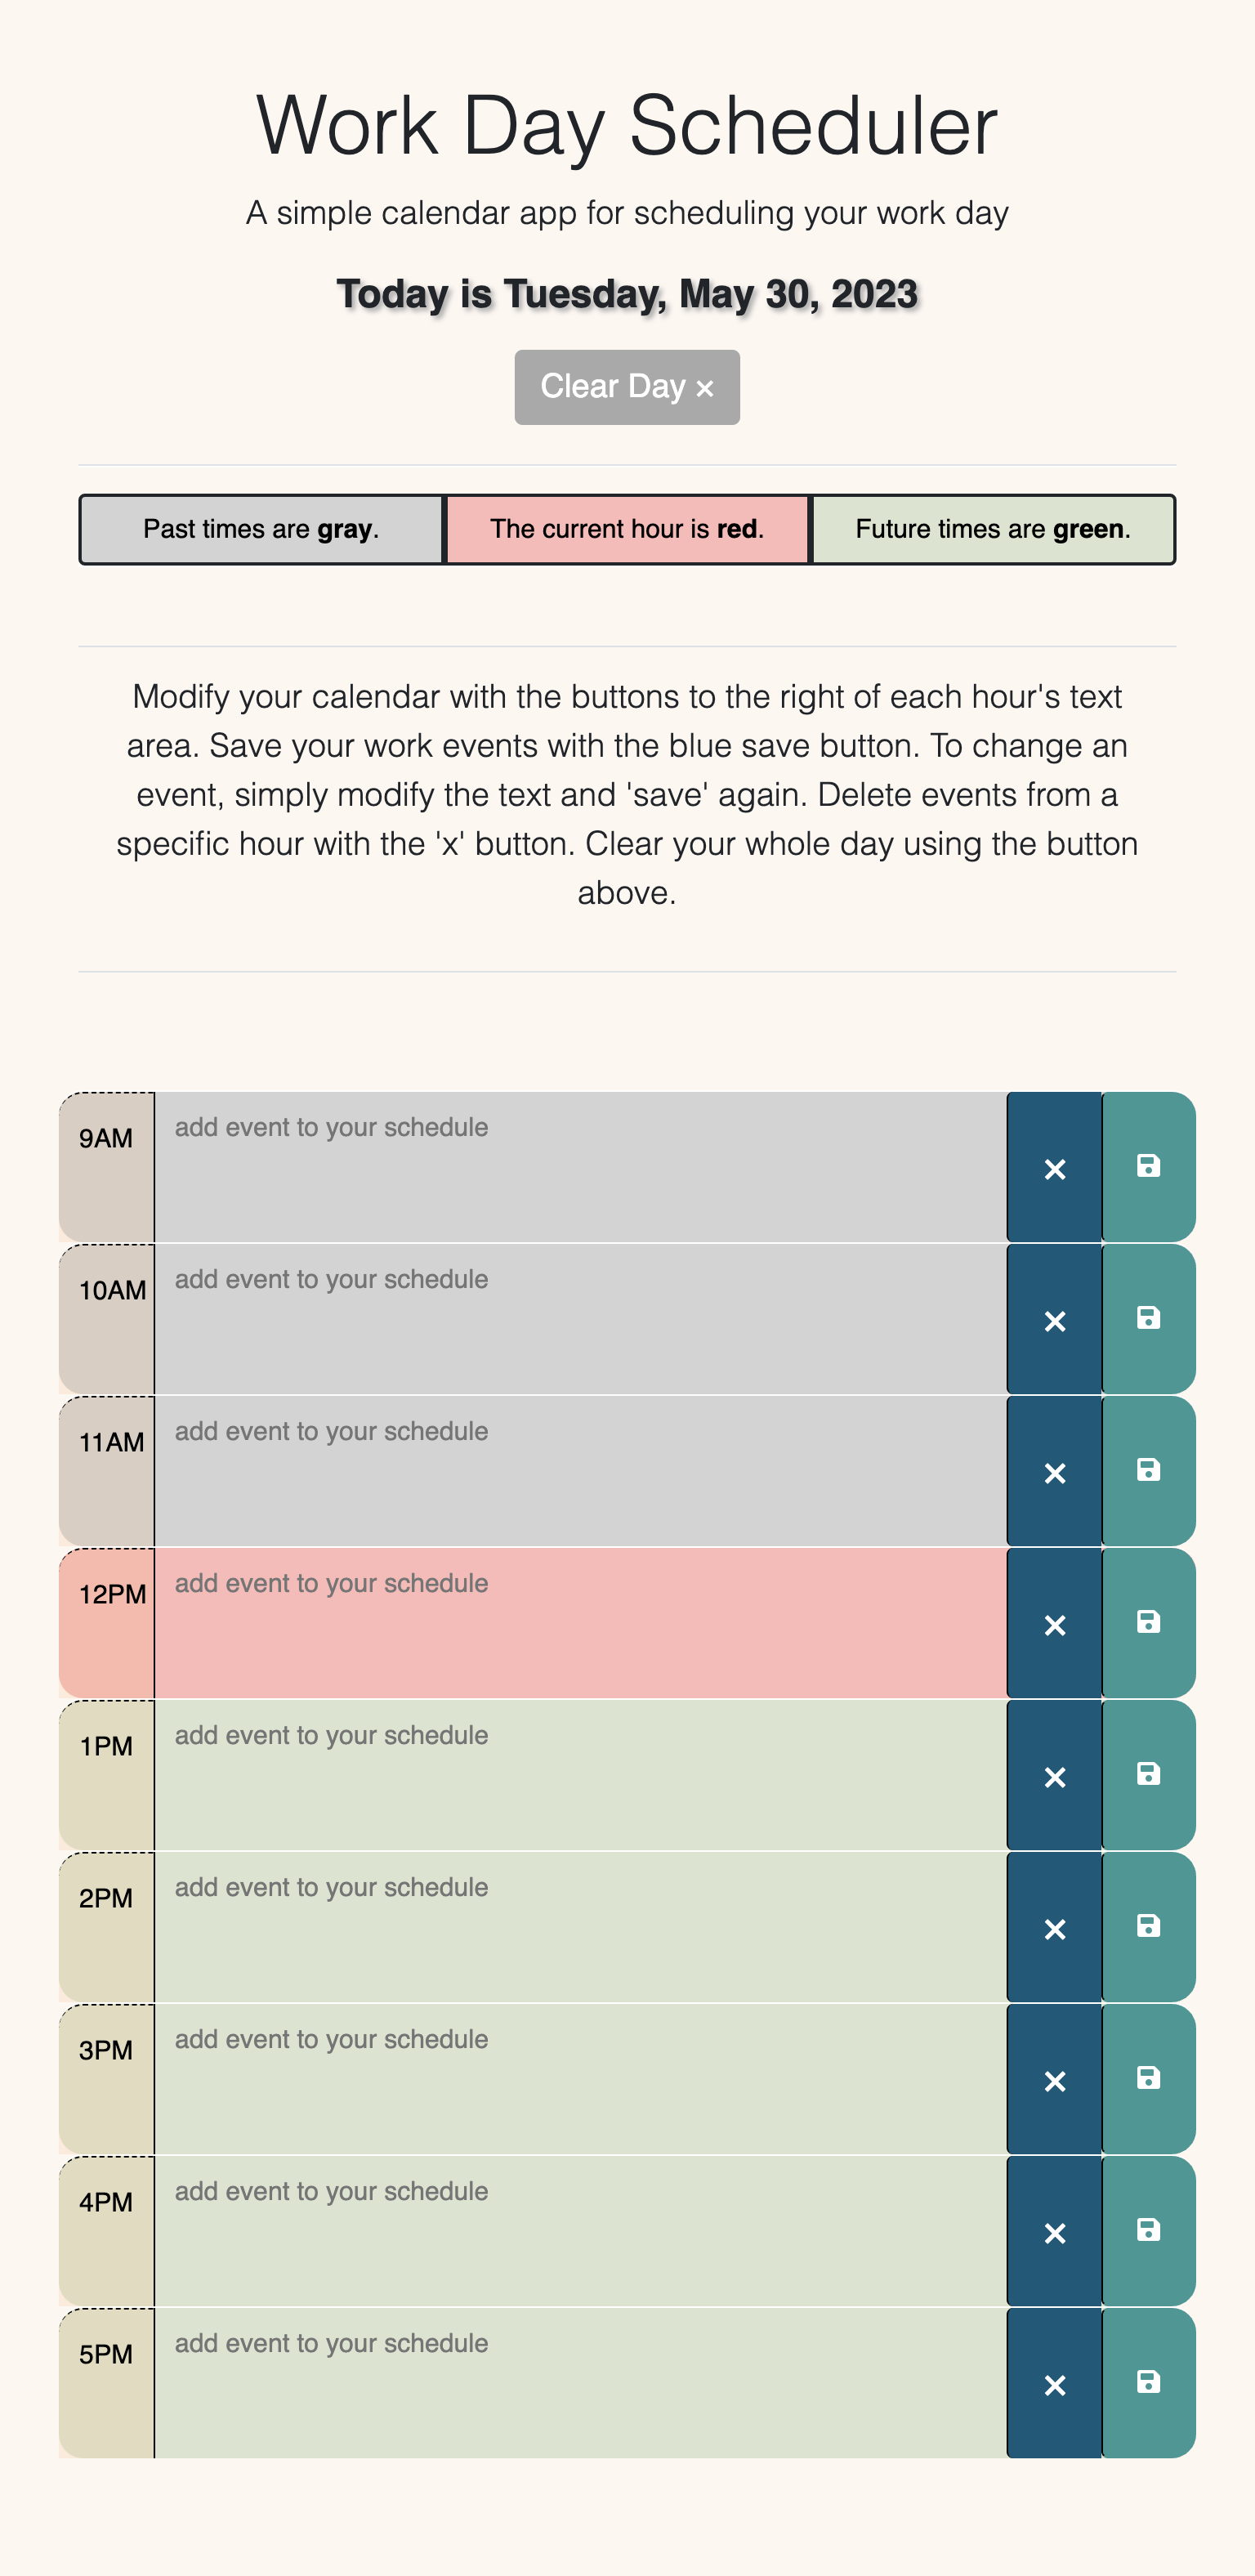 Work Day Scheduler
A simple calendar app for scheduling your work day
Today is Tuesday, May 30, 2023
Clear Day ×
Past times are gray.
The current hour is red.
Future times are green.
Modify your calendar with the buttons to the right of each hour's text
area. Save your work events with the blue save button. To change an
event, simply modify the text and 'save' again. Delete events from a
specific hour with the 'x' button. Clear your whole day using the button
above.
9AM
add event to your schedule
10AM
add event to your schedule
11AM
add event to your schedule
12PM
add event to your schedule
1PM
add event to your schedule
2PM
add event to your schedule
3PM
add event to your schedule
4PM
add event to your schedule
5PM
add event to your schedule